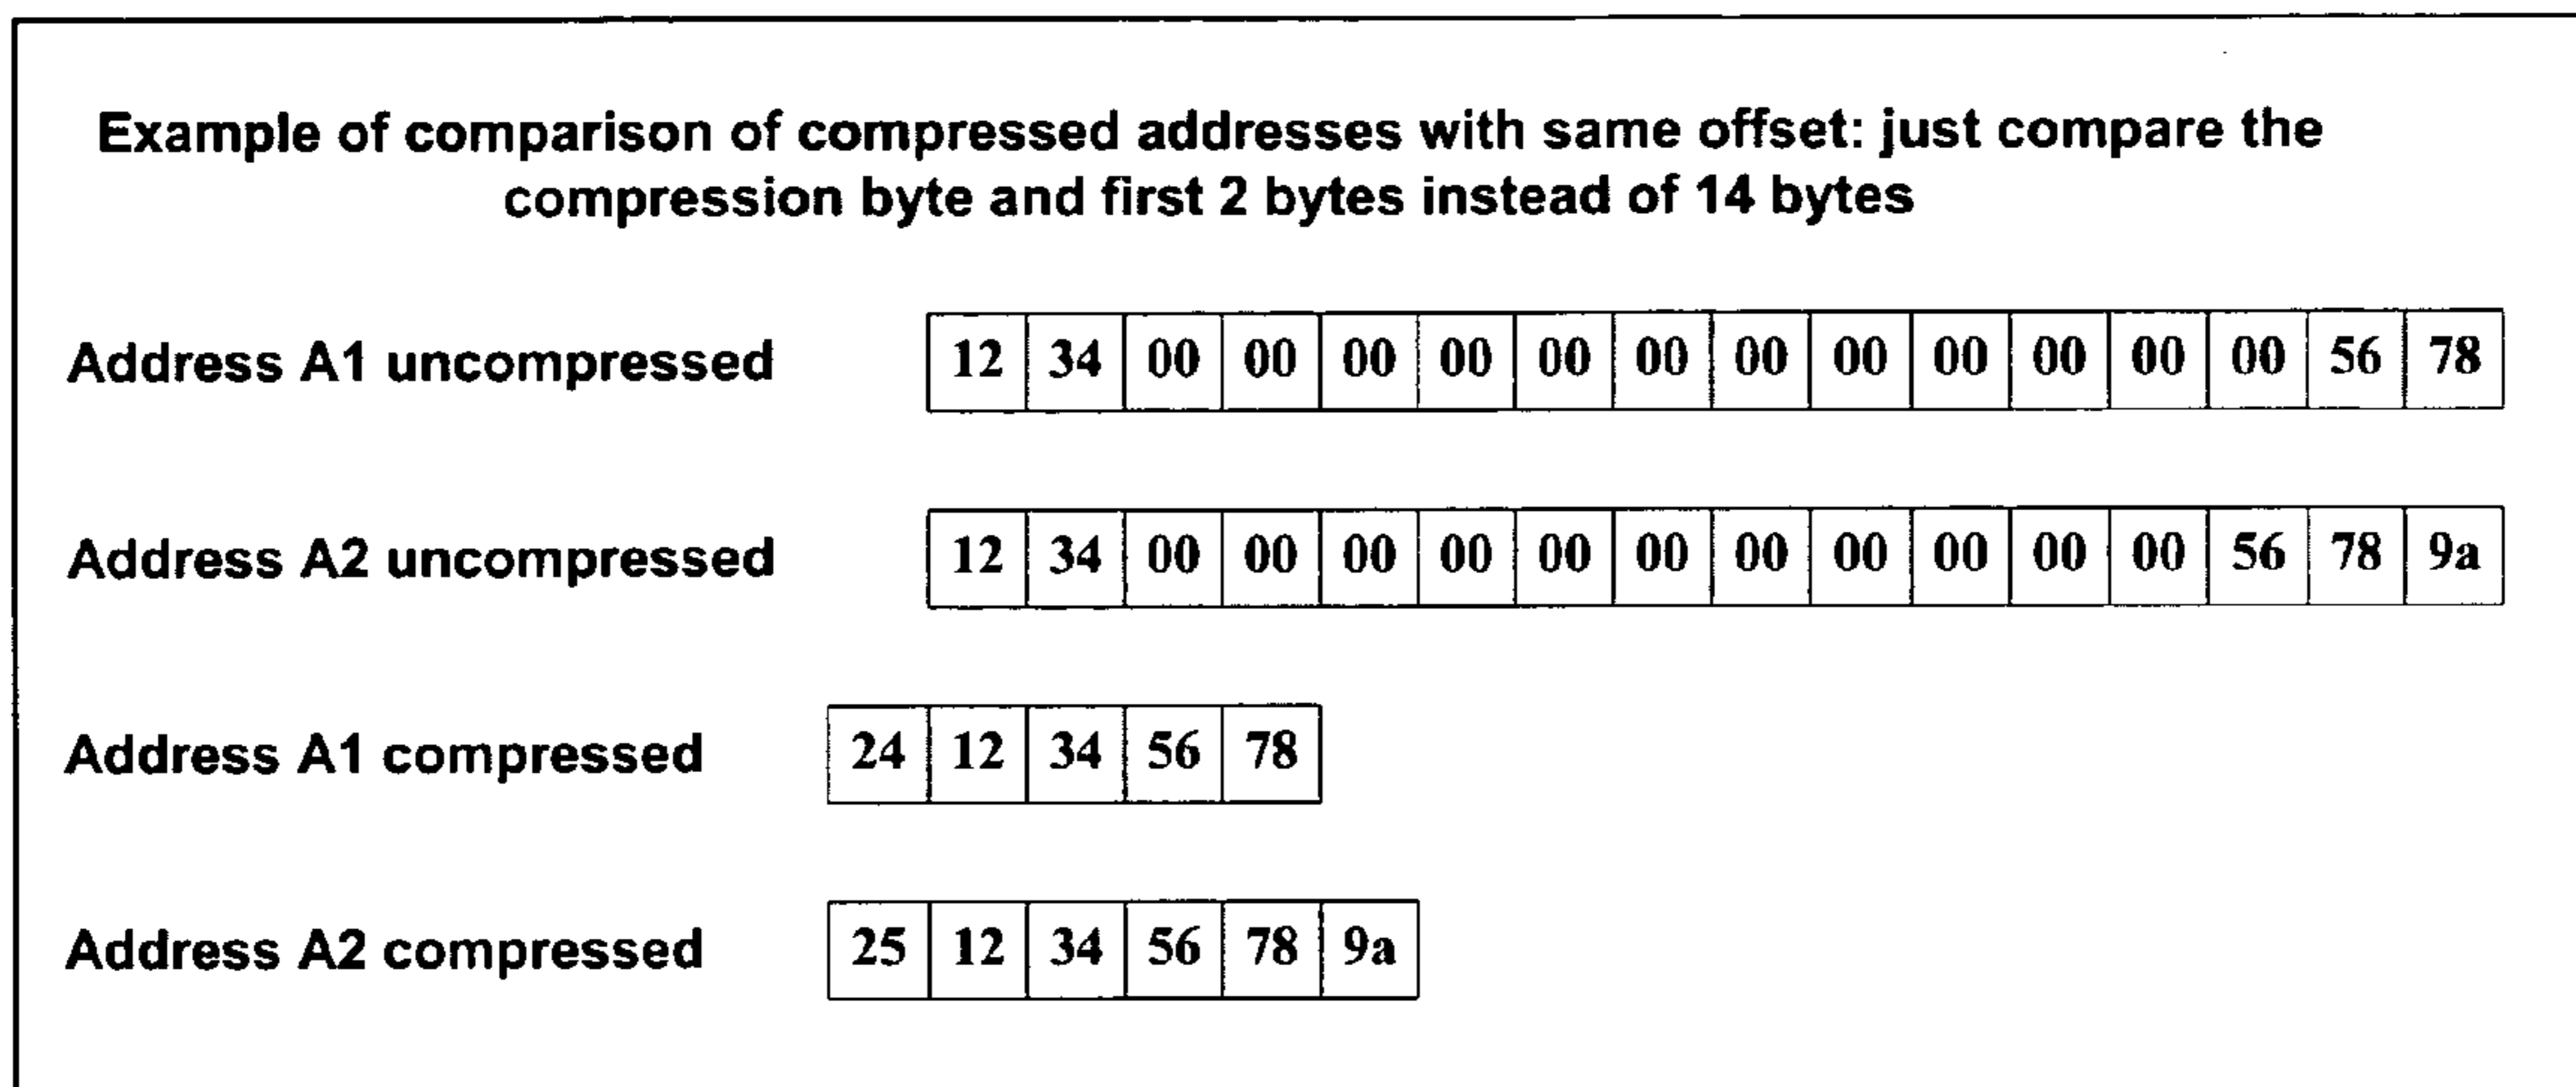 Example of comparison of compressed addresses with same offset: just compare the
compression byte and first 2 bytes instead of 14 bytes
Address A1 uncompressed 12 34 00 00 00 00 00 00 00 00 00 00 00 00 56 78
Address A2 uncompressed 12 34 00 00 00 00 00 00 00 00 00 00 00 56 78 9a
Address A1 compressed 24 12 34 56 78
Address A2 compressed 25 12 34 56 78 9a